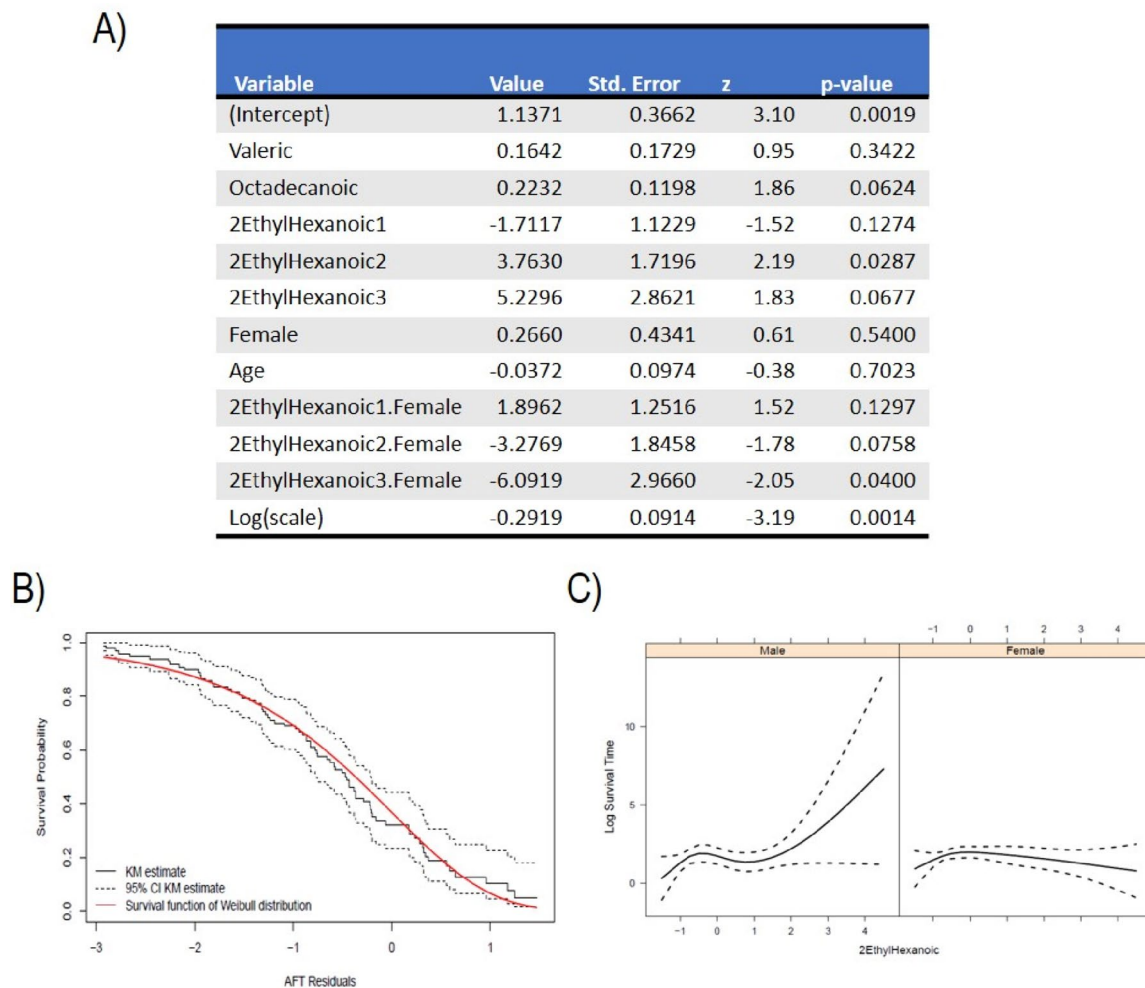 A)
Variable Value Std. Error z p-value
(Intercept) 1.1371 0.3662 3.10 0.0019
Valeric 0.1642 0.1729 0.95 0.3422
Octadecanoic 0.2232 0.1198 1.86 0.0624
2EthylHexanoic1 -1.7117 1.1229 -1.52 0.1274
2EthylHexanoic2 3.7630 1.7196 2.19 0.0287
2EthylHexanoic3 5.2296 2.8621 1.83 0.0677
Female 0.2660 0.4341 0.61 0.5400
Age -0.0372 0.0974 -0.38 0.7023
2EthylHexanoic1.Female 1.8962 1.2516 1.52 0.1297
2EthylHexanoic2.Female -3.2769 1.8458 -1.78 0.0758
2EthylHexanoic3.Female -6.0919 2.9660 -2.05 0.0400
Log(scale) -0.2919 0.0914 -3.19 0.0014
B)
Survival Probability
1.0
0.8
0.6
0.4
0.2
0.0
KM estimate
95% CI KM estimate
Survival function of Weibull distribution
−3 −2 −1 0 1
AFT Residuals
C)
−1 0 1 2 3 4
Male Female
Log Survival Time
10
5
0
−1 0 1 2 3 4
2EthylHexanoic